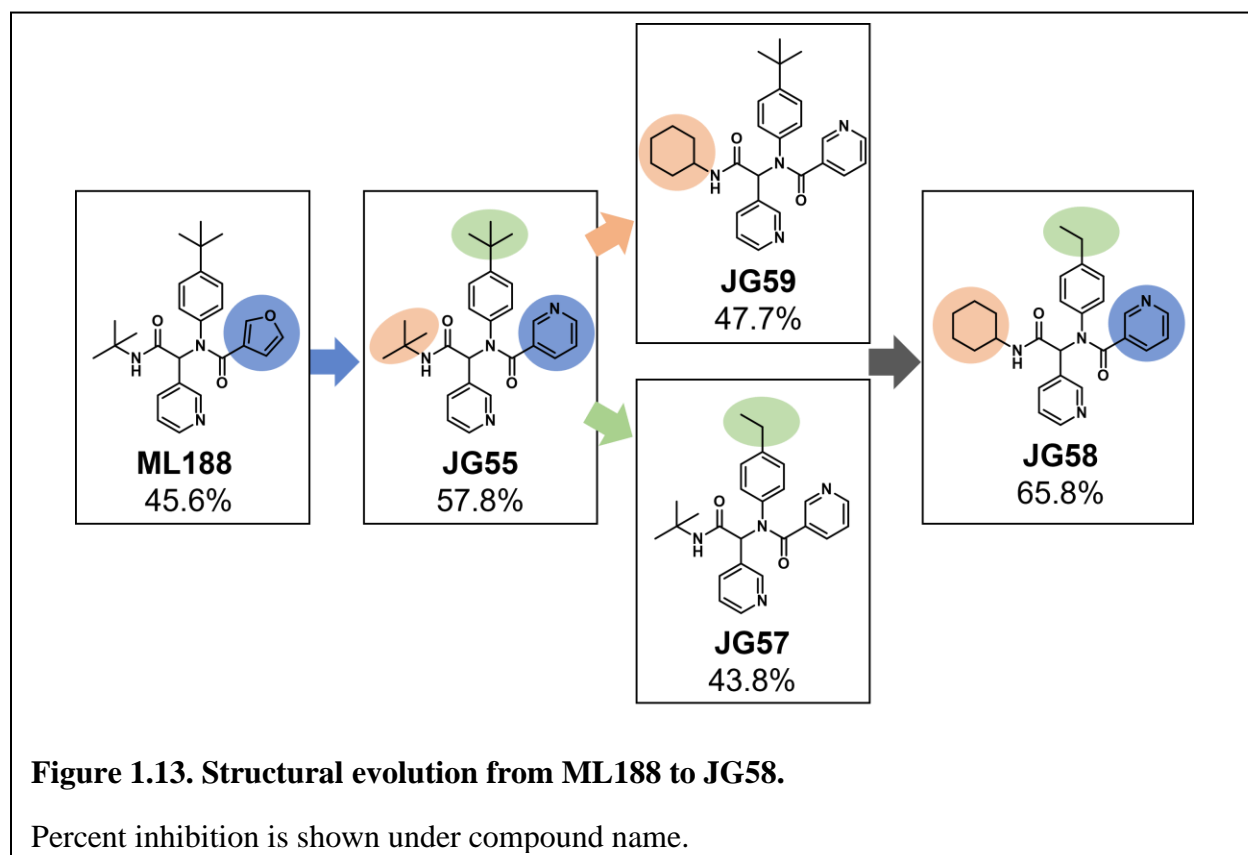 ML188
45.6%
JG55
57.8%
JG59
47.7%
JG57
43.8%
JG58
65.8%
O
N
H
O
N
O
N
O
N
H
N
O
N
N
O
N
H
N
O
N
N
O
N
H
N
O
N
N
O
N
H
N
O
N
N
Figure 1.13. Structural evolution from ML188 to JG58.
Percent inhibition is shown under compound name.